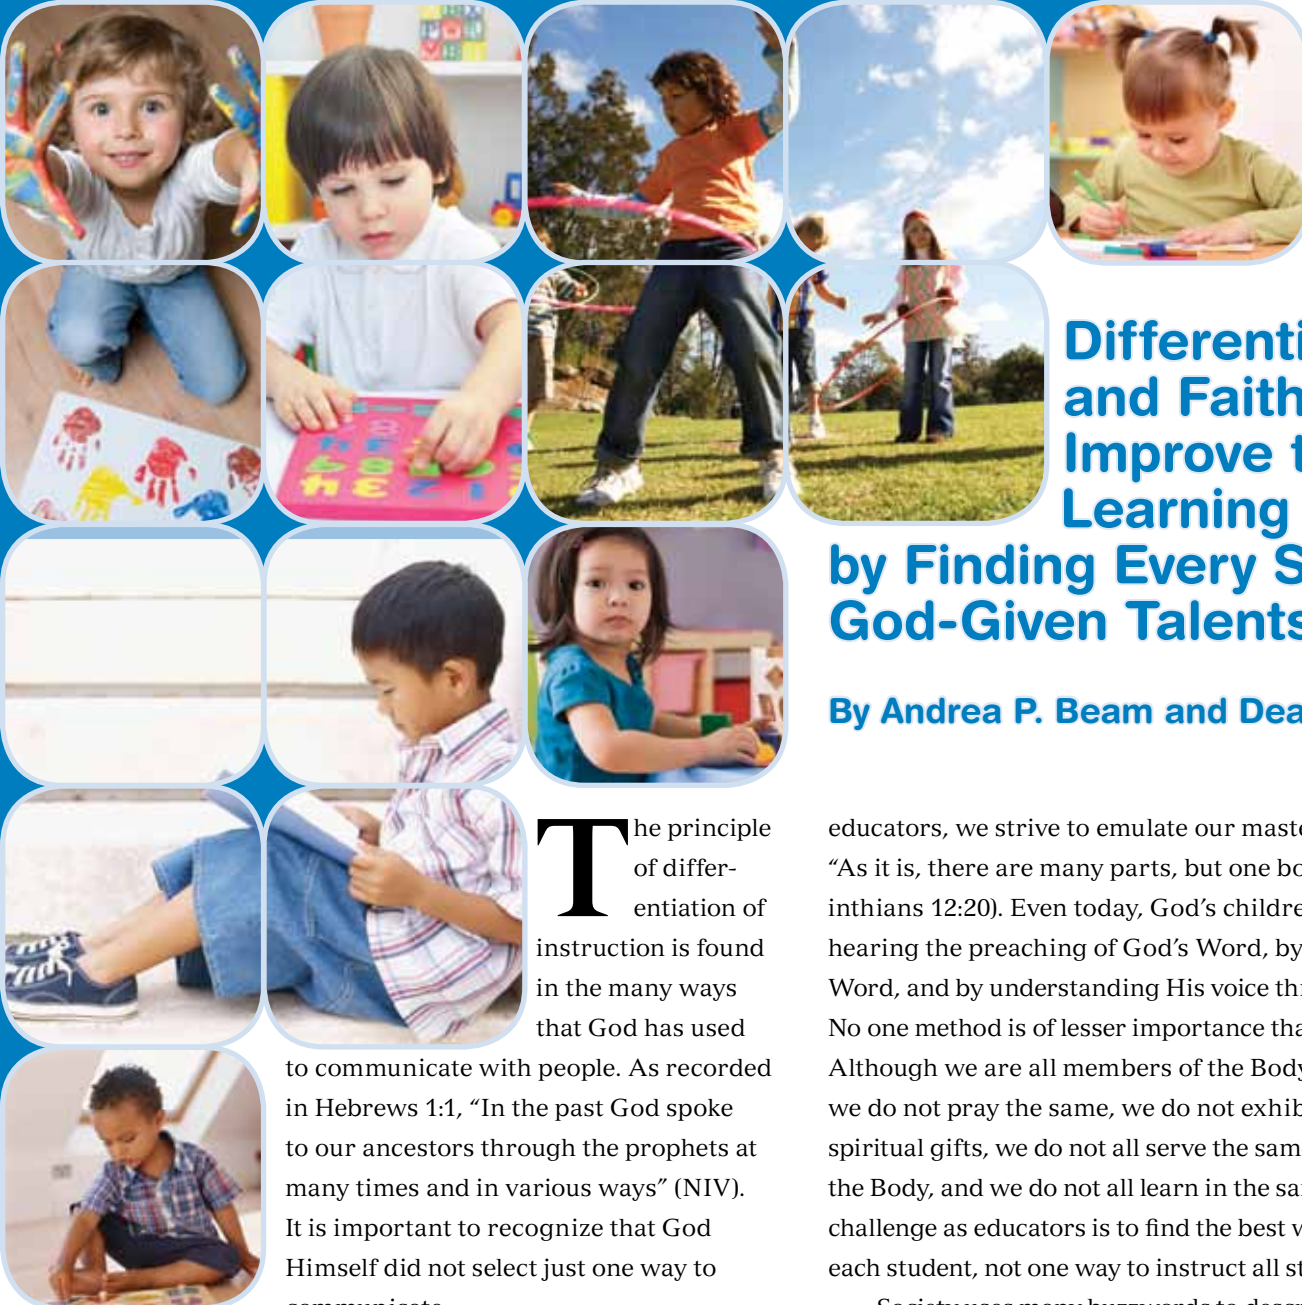 Differenti
and Faith
Improve t
Learning
by Finding Every S
God-Given Talents
By Andrea P. Beam and Dea
The principle
of differ-
entiation of
instruction is found
in the many ways
that God has used
to communicate with people. As recorded
in Hebrews 1:1, “In the past God spoke
to our ancestors through the prophets at
many times and in various ways” (NIV).
It is important to recognize that God
Himself did not select just one way to
communicate
educators, we strive to emulate our maste
“As it is, there are many parts, but one bo
inthians 12:20). Even today, God’s childre
hearing the preaching of God’s Word, by
Word, and by understanding His voice thr
No one method is of lesser importance tha
Although we are all members of the Body
we do not pray the same, we do not exhib
spiritual gifts, we do not all serve the sam
the Body, and we do not all learn in the sa
challenge as educators is to find the best w
each student, not one way to instruct all st
Society uses many buzzwords to desc